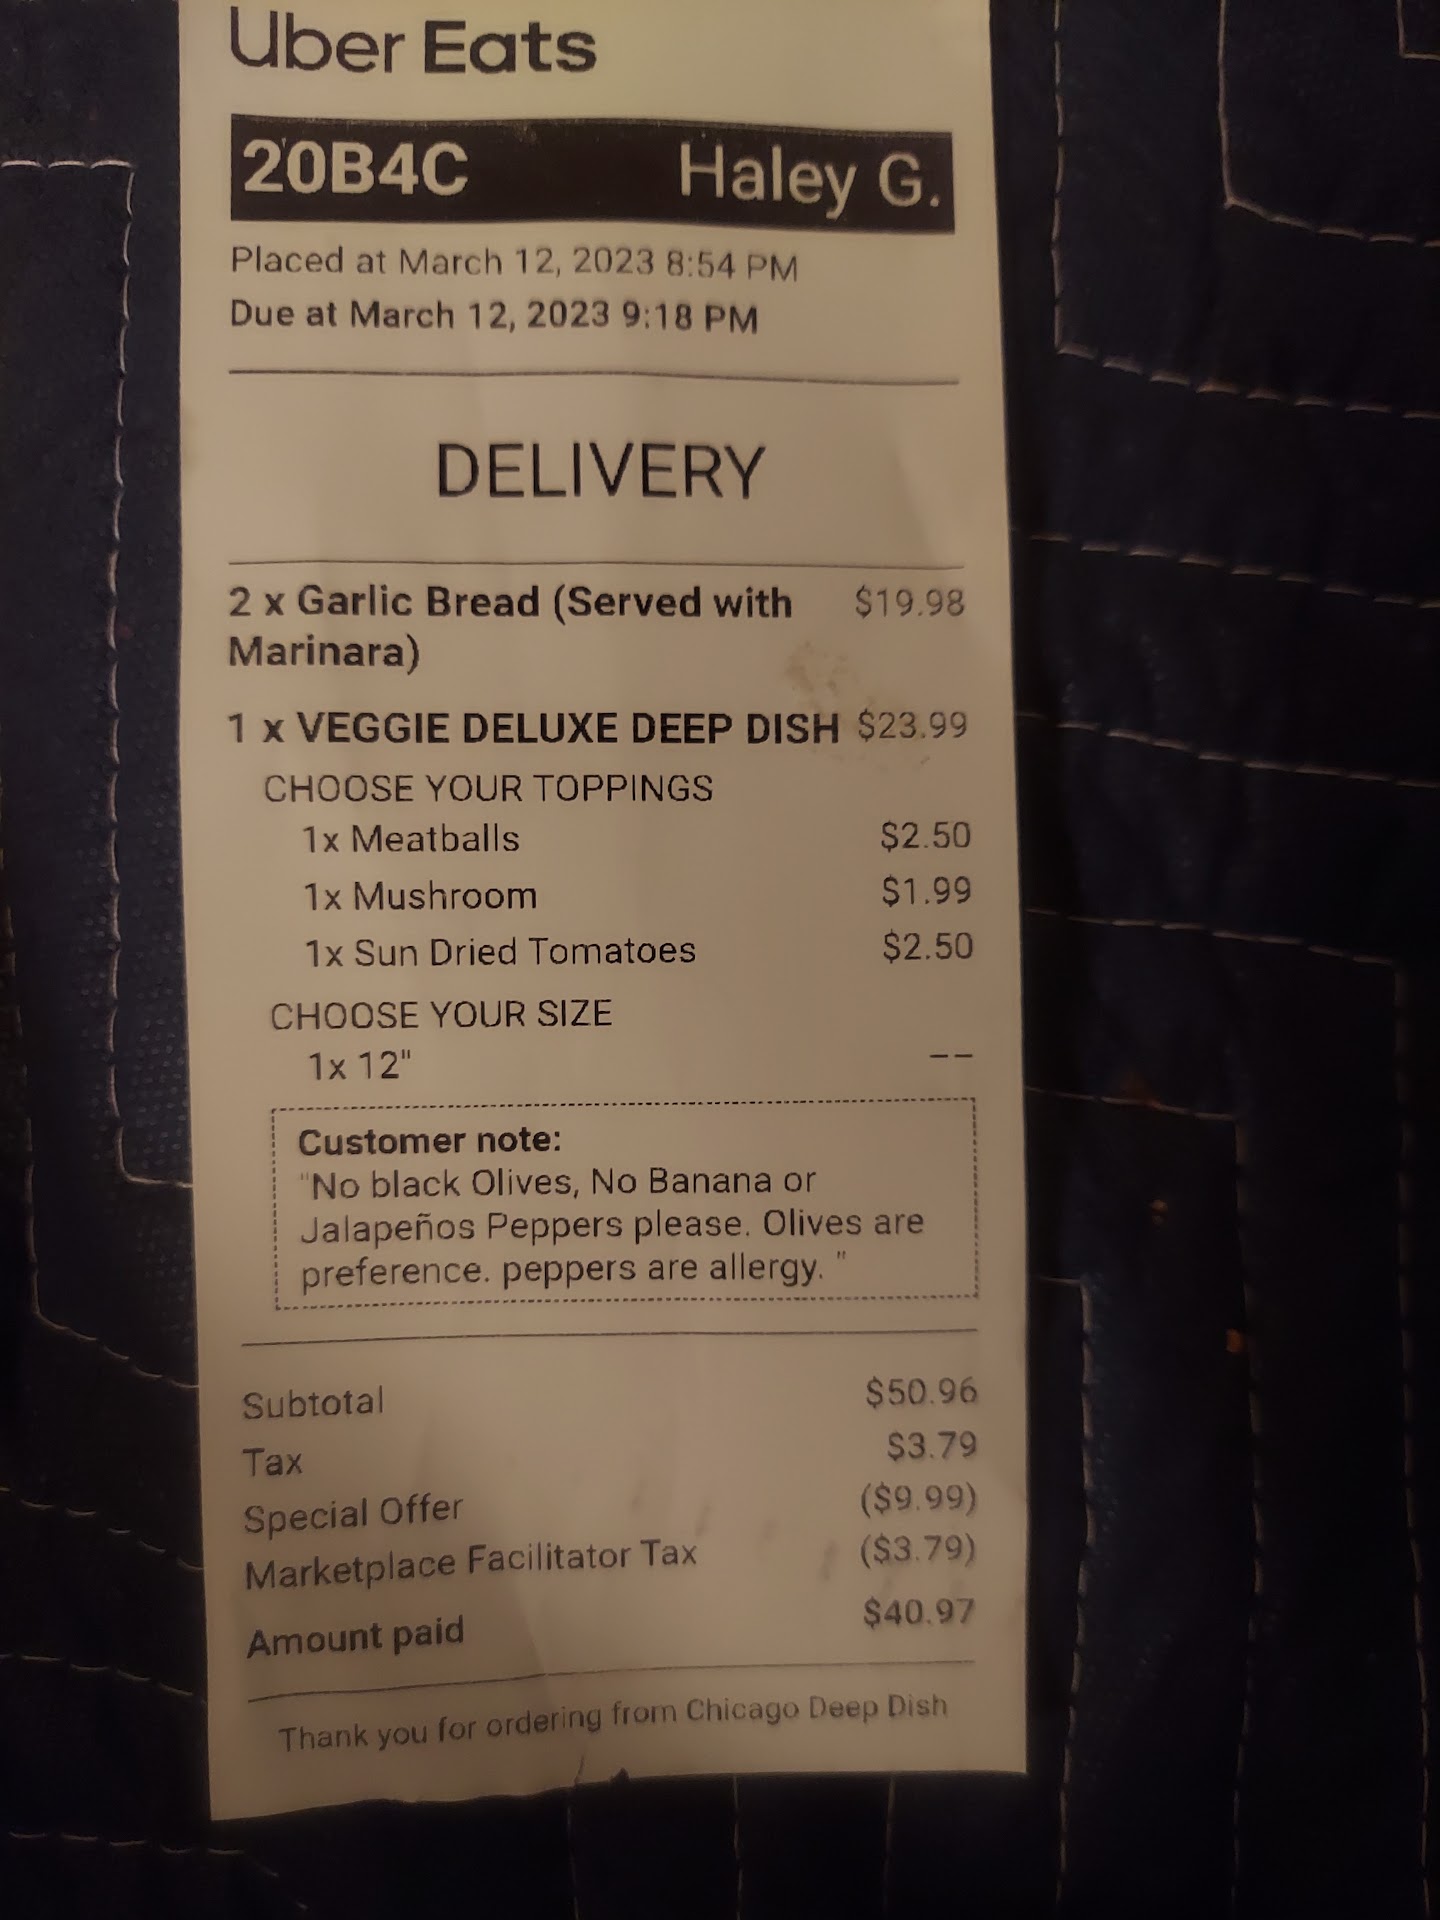 Uber Eats
20B4C Haley G.
Placed at March 12, 2023 8:54 PM
Due at March 12, 2023 9:18 PM
DELIVERY
2 x Garlic Bread (Served with $19.98
Marinara)
1 x VEGGIE DELUXE DEEP DISH $23.99
CHOOSE YOUR TOPPINGS
1x Meatballs $2.50
1x Mushroom $1.99
1x Sun Dried Tomatoes $2.50
CHOOSE YOUR SIZE
1x 12" --
Customer note:
"No black Olives, No Banana or
Jalapeños Peppers please. Olives are
preference. peppers are allergy. "
Subtotal $50.96
Tax $3.79
Special Offer ($9.99)
Marketplace Facilitator Tax ($3.79)
Amount paid $40.97
Thank you for ordering from Chicago Deep Dish